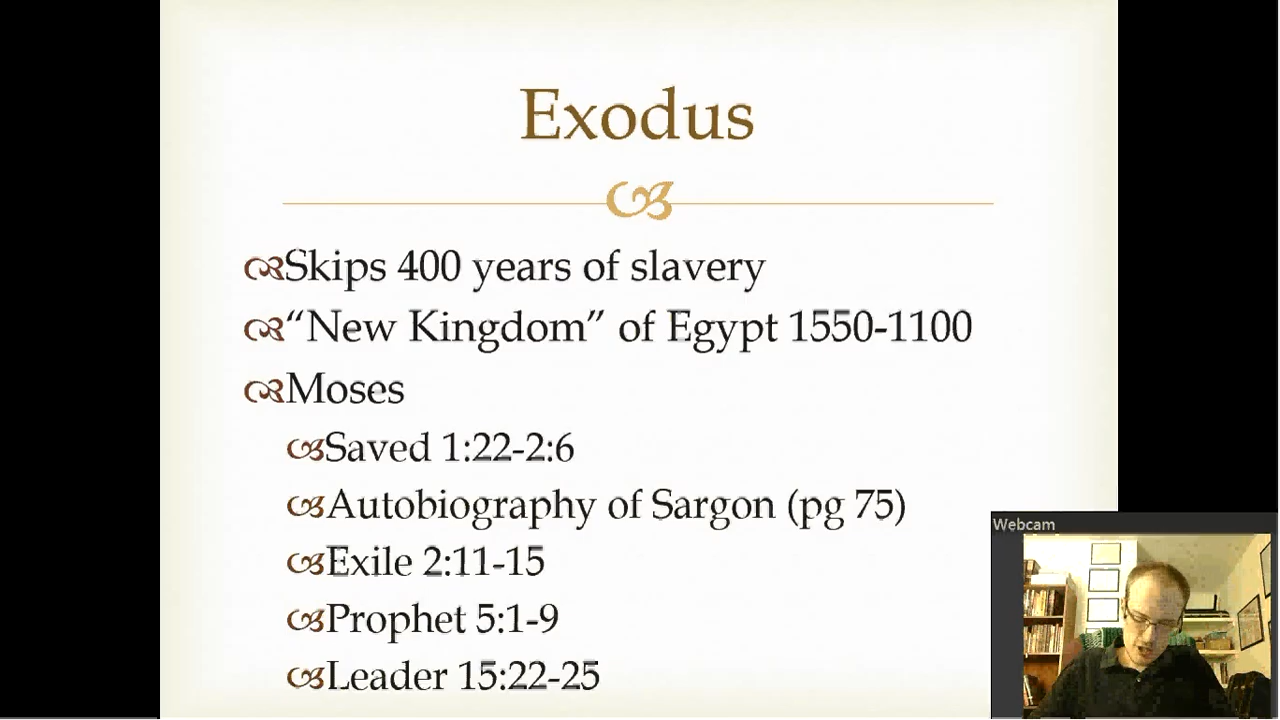 Exodus
Skips 400 years of slavery
“New Kingdom” of Egypt 1550-1100
Moses
Saved 1:22-2:6
Autobiography of Sargon (pg 75)
Exile 2:11-15
Prophet 5:1-9
Leader 15:22-25
Webcam